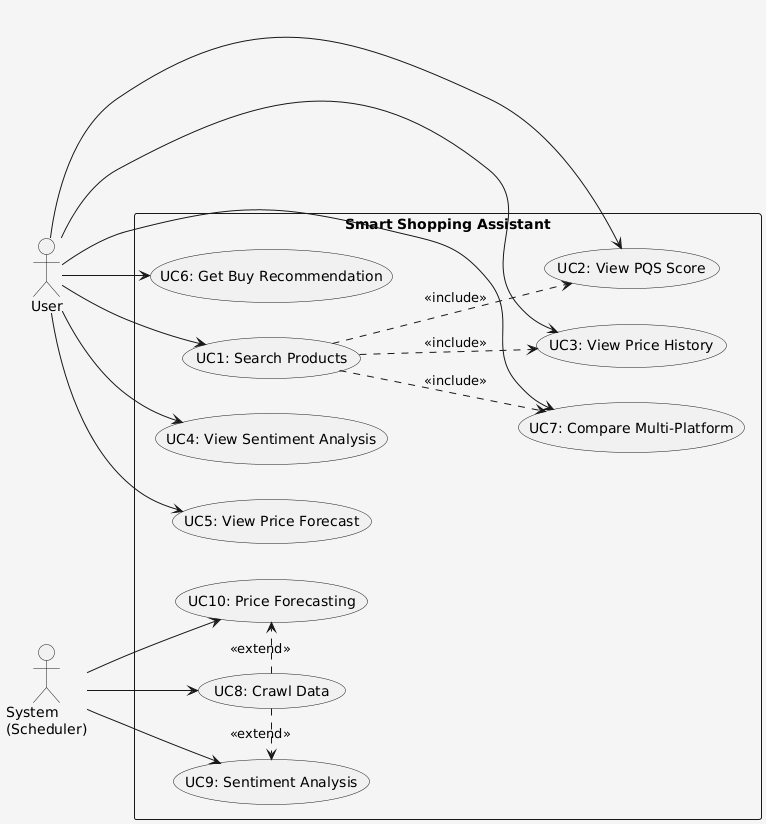 Smart Shopping Assistant
UC6: Get Buy Recommendation
UC2: View PQS Score
User
«include»
UC1: Search Products
«include»
UC3: View Price History
«include»
UC7: Compare Multi-Platform
UC4: View Sentiment Analysis
UC5: View Price Forecast
UC10: Price Forecasting
«extend»
UC8: Crawl Data
System
(Scheduler)
«extend»
UC9: Sentiment Analysis